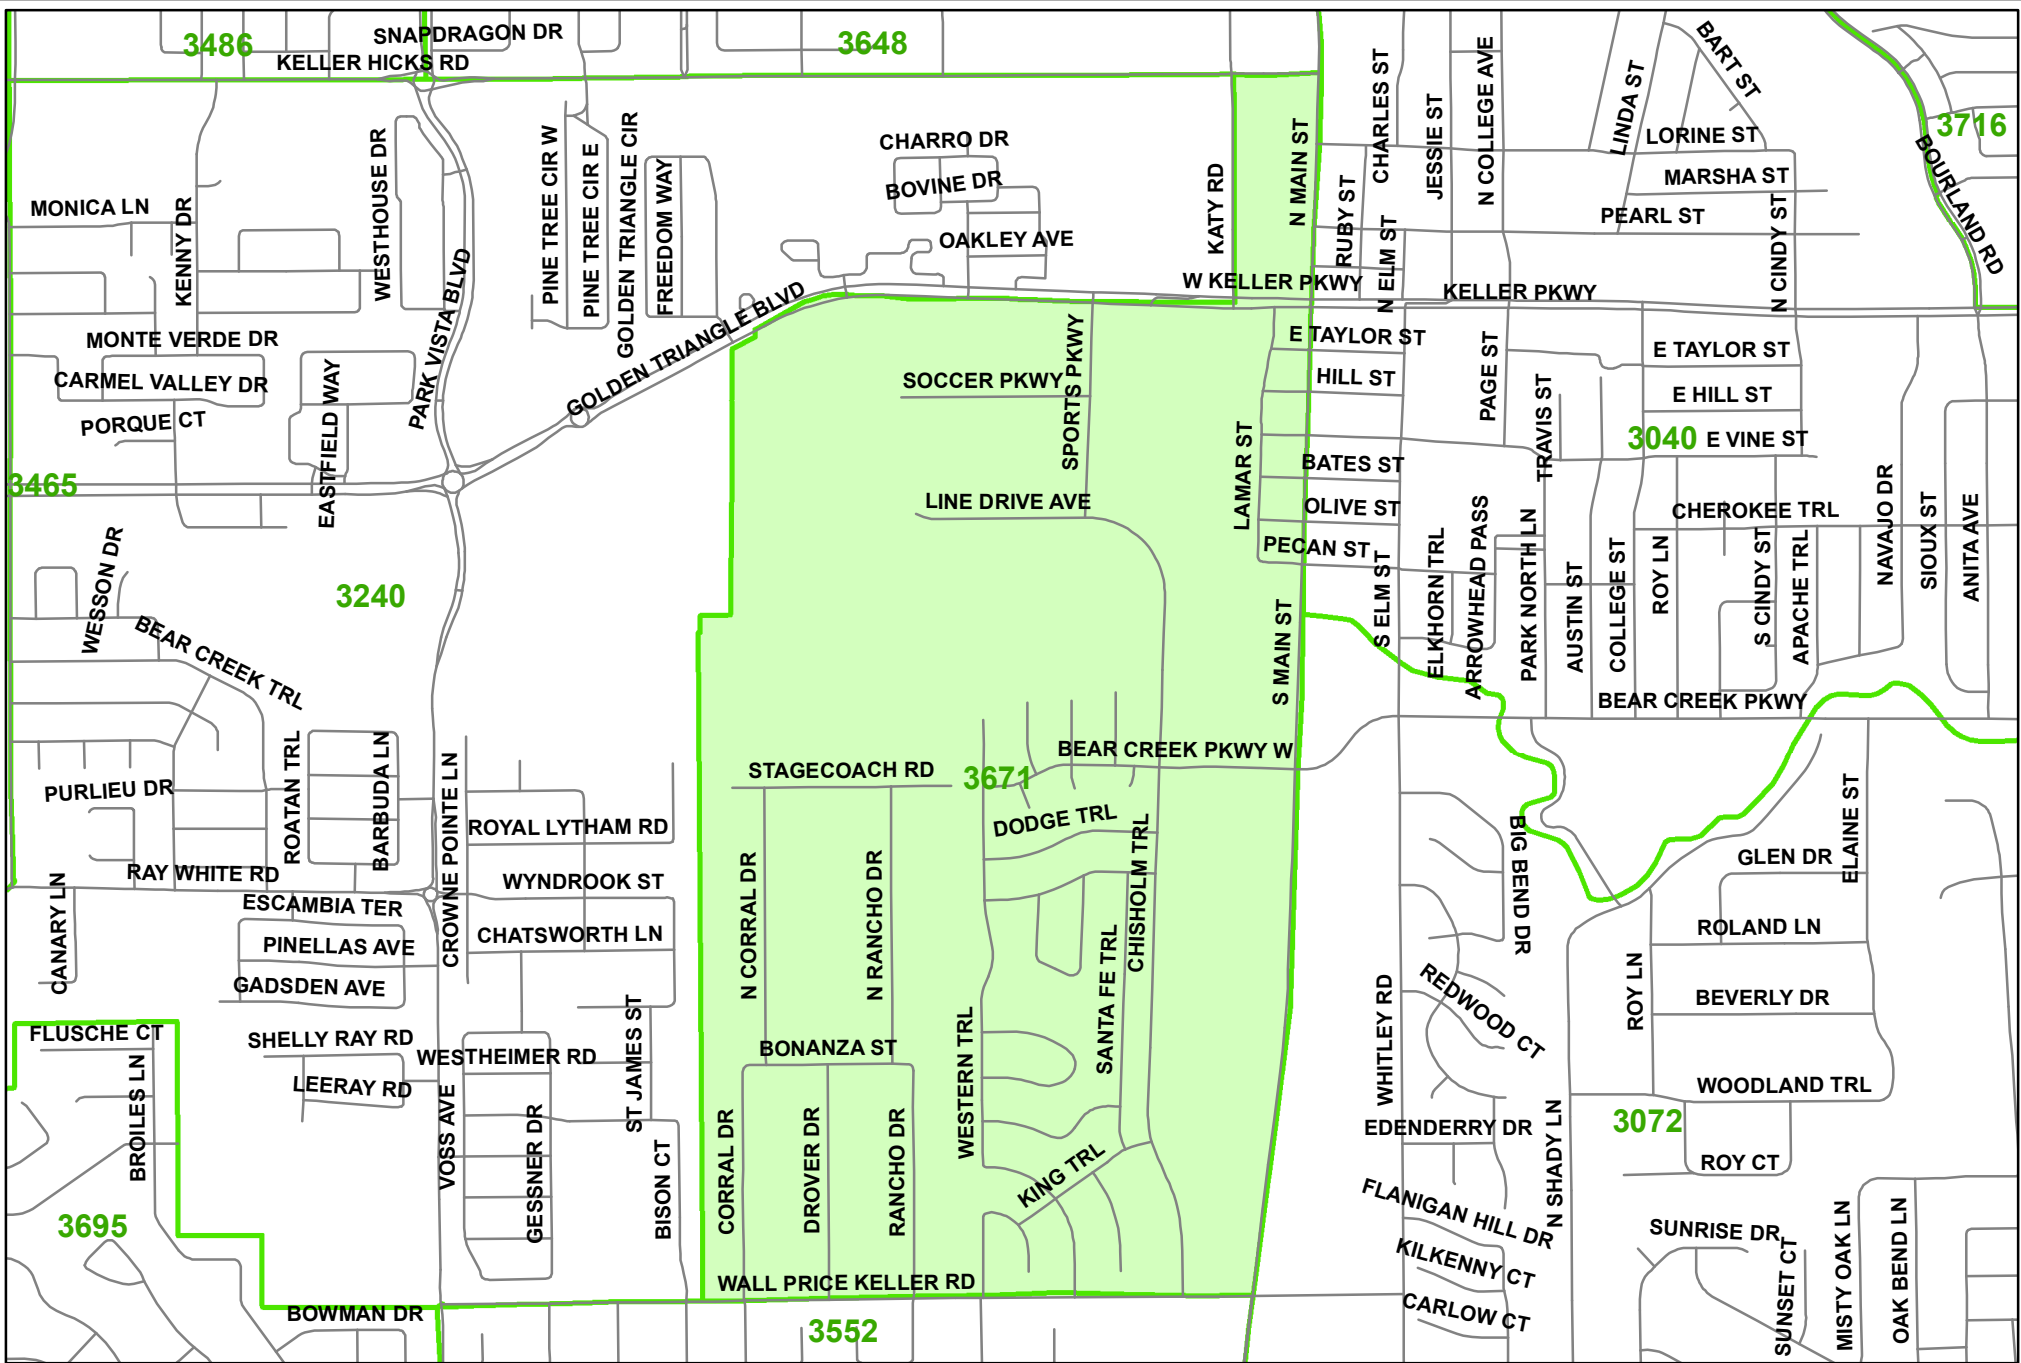 SNAPDRAGON DR
3486
3648
KELLER HICKS RD
BART ST
CHARLES ST
N COLLEGE AVE
LINDA ST
JESSIE ST
3716
LORINE ST
CHARRO DR
N MAIN ST
WESTHOUSE DR
PINE TREE CIR W
PINE TREE CIR E
GOLDEN TRIANGLE CIR
FREEDOM WAY
BOVINE DR
KATY RD
RUBY ST
MARSHA ST
BOURLAND RD
MONICA LN
KENNY DR
PEARL ST
N CINDY ST
OAKLEY AVE
N ELM ST
PARK VISTA BLVD
W KELLER PKWY
KELLER PKWY
GOLDEN TRIANGLE BLVD
MONTE VERDE DR
E TAYLOR ST
E TAYLOR ST
SPORTS PKWY
PAGE ST
CARMEL VALLEY DR
SOCCER PKWY
HILL ST
E HILL ST
EASTFIELD WAY
PORQUE CT
TRAVIS ST
3040
E VINE ST
LAMAR ST
BATES ST
3465
LINE DRIVE AVE
OLIVE ST
CHEROKEE TRL
NAVAJO DR
SIOUX ST
ANITA AVE
PECAN ST
ARROWHEAD PASS
ELKHORN TRL
PARK NORTH LN
S ELM ST
AUSTIN ST
COLLEGE ST
ROY LN
S CINDY ST
APACHE TRL
WESSON DR
3240
BEAR CREEK TRL
S MAIN ST
BEAR CREEK PKWY
BEAR CREEK PKWY W
STAGECOACH RD
3671
ROATAN TRL
BARBUDA LN
CROWNE POINTE LN
PURLIEU DR
DODGE TRL
ROYAL LYTHAM RD
CHISHOLM TRL
BIG BEND DR
ELAINE ST
GLEN DR
RAY WHITE RD
WYNDROOK ST
ESCAMBIA TER
CANARY LN
N CORRAL DR
N RANCHO DR
ROLAND LN
PINELLAS AVE
CHATSWORTH LN
SANTA FE TRL
GADSDEN AVE
REDWOOD CT
ROY LN
BEVERLY DR
WHITLEY RD
FLUSCHE CT
SHELLY RAY RD
WESTHEIMER RD
ST JAMES ST
BONANZA ST
WESTERN TRL
LEERAY RD
WOODLAND TRL
BROILES LN
VOSS AVE
GESSNER DR
BISON CT
CORRAL DR
DROVER DR
RANCHO DR
EDENDERRY DR
N SHADY LN
3072
ROY CT
KING TRL
3695
FLANIGAN HILL DR
SUNRISE DR
SUNSET CT
MISTY OAK LN
OAK BEND LN
KILKENNY CT
WALL PRICE KELLER RD
CARLOW CT
BOWMAN DR
3552